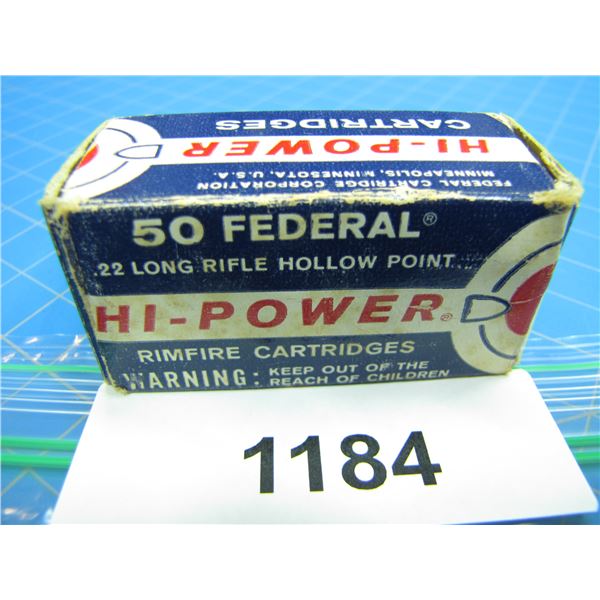 HI-POWER
CARTRIDGES
FEDERAL CARTRIDGE CORPORATION
MINNEAPOLIS, MINNESOTA, U.S.A.
50 FEDERAL®
.22 LONG RIFLE HOLLOW POINT
HI-POWER®
RIMFIRE CARTRIDGES
WARNING: KEEP OUT OF THE
REACH OF CHILDREN
1184